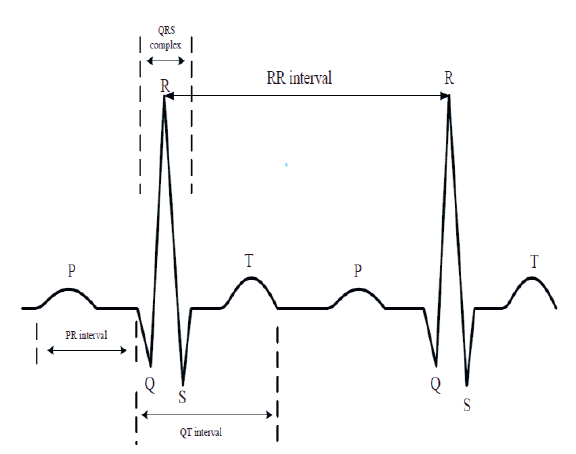 QRS
complex
R
RR interval
R
P
T
P
T
PR interval
Q
S
Q
S
QT interval